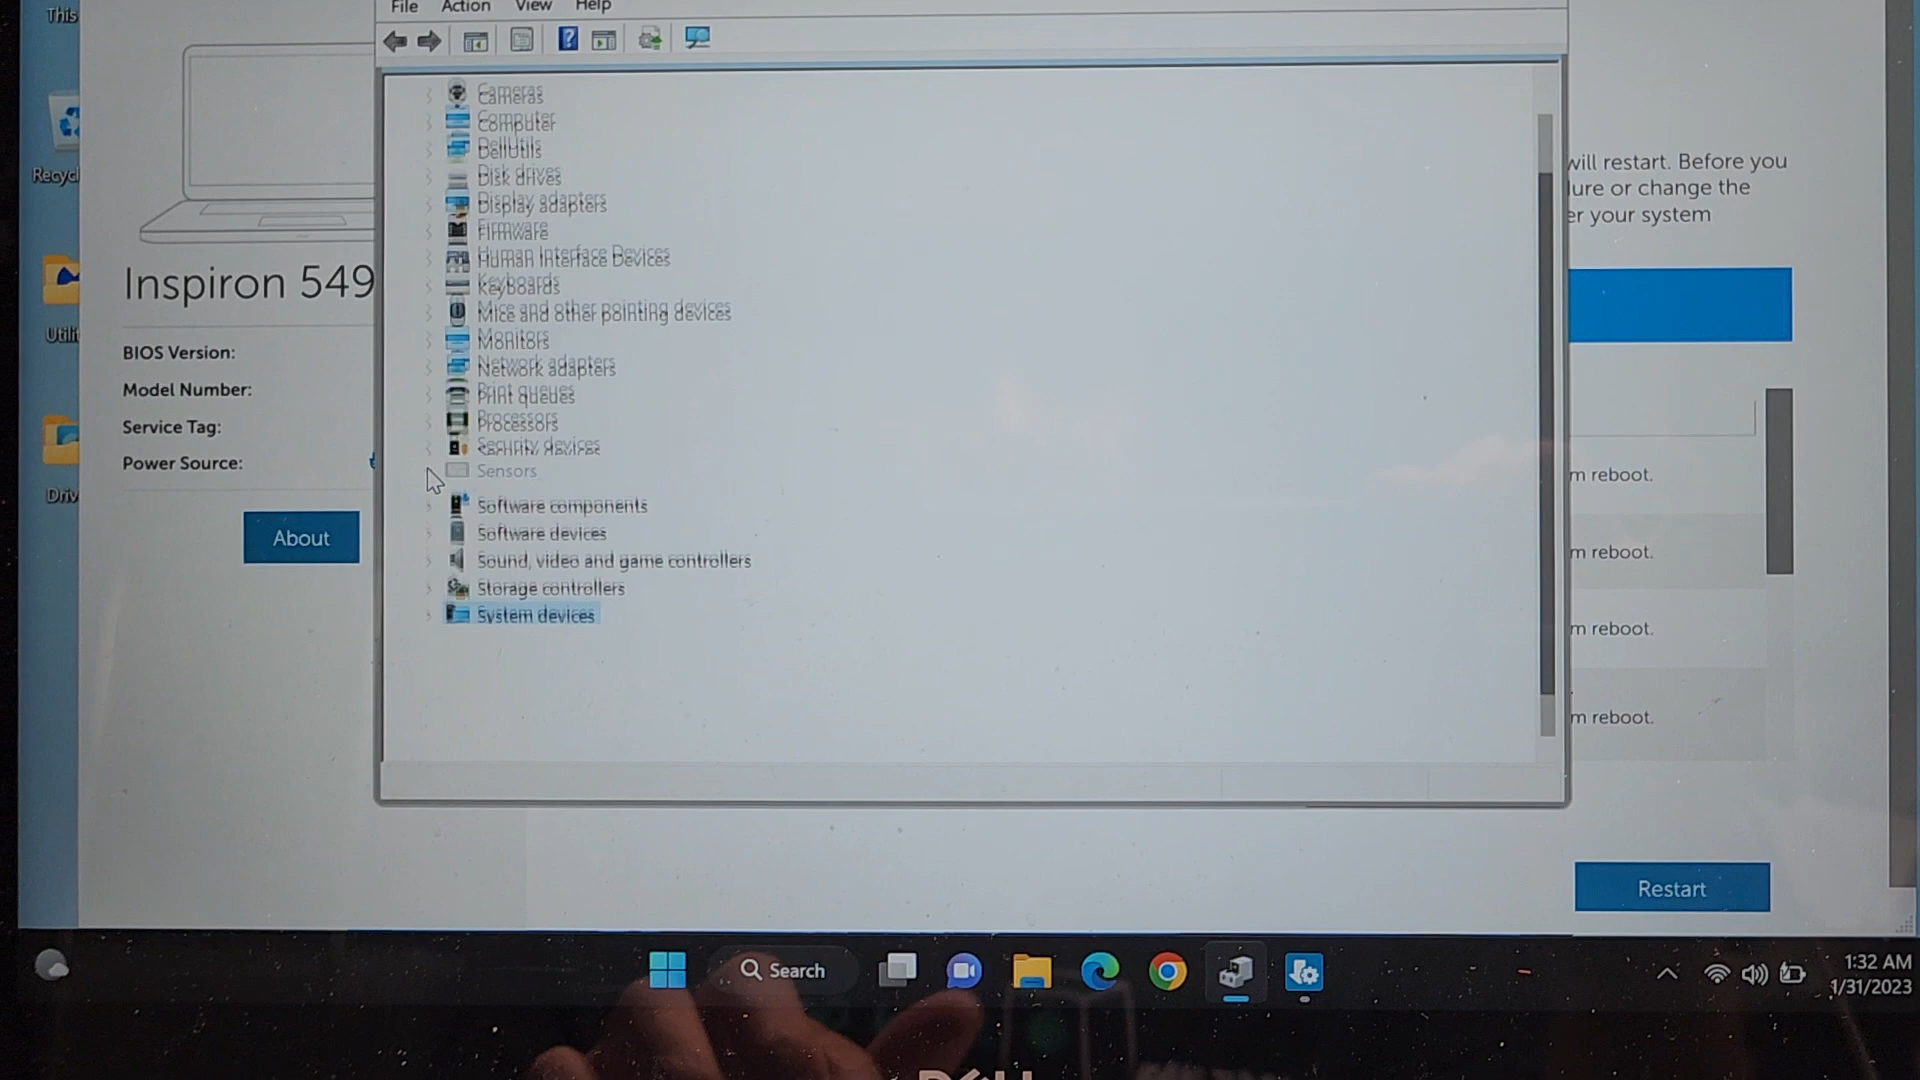 This
Recycl
Utilit
Driv
Inspiron 549
BIOS Version:
Model Number:
Service Tag:
Power Source:
About
File Action View Help
Cameras
Computer
DellUtils
Disk drives
Display adapters
Firmware
Human Interface Devices
Keyboards
Mice and other pointing devices
Monitors
Network adapters
Print queues
Processors
Security devices
Sensors
Software components
Software devices
Sound, video and game controllers
Storage controllers
System devices
will restart. Before you
lure or change the
er your system
m reboot.
m reboot.
m reboot.
m reboot.
Restart
Search
1:32 AM
1/31/2023
DELL